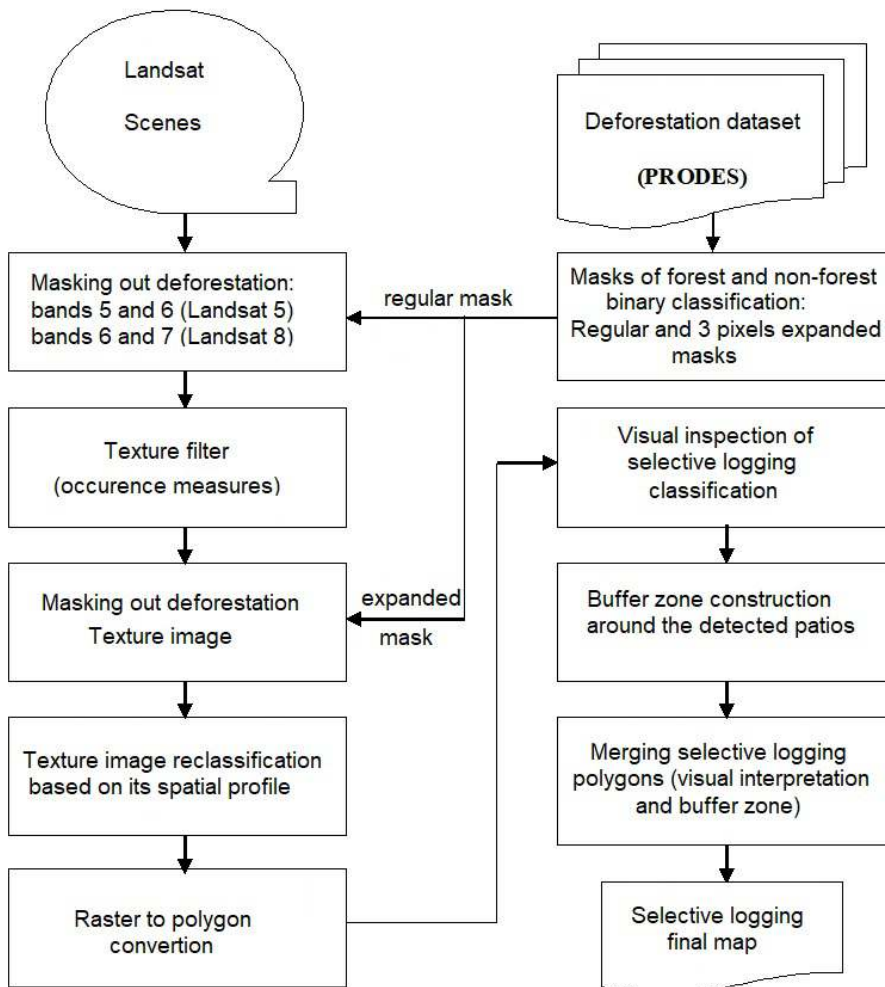 Landsat
Scenes
Deforestation dataset
(PRODES)
Masking out deforestation:
bands 5 and 6 (Landsat 5)
bands 6 and 7 (Landsat 8)
regular mask
Masks of forest and non-forest
binary classification:
Regular and 3 pixels expanded
masks
Texture filter
(occurence measures)
Masking out deforestation
Texture image
expanded
mask
Texture image reclassification
based on its spatial profile
Raster to polygon
convertion
Visual inspection of
selective logging
classification
Buffer zone construction
around the detected patios
Merging selective logging
polygons (visual interpretation
and buffer zone)
Selective logging
final map